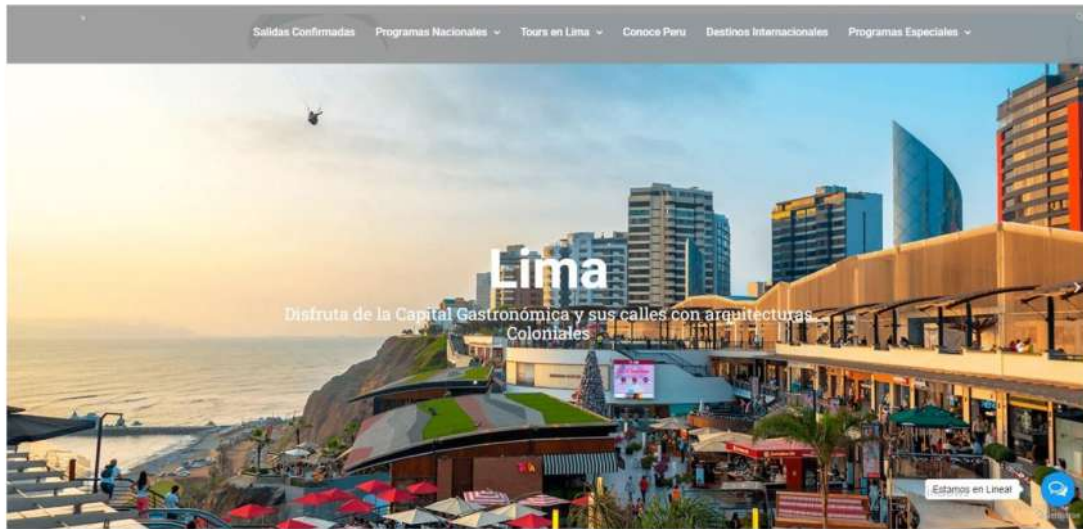 Salidas Confirmadas Programas Nacionales Tours en Lima Conoce Peru Destinos Internacionales Programas Especiales
Lima
Disfruta de la Capital Gastronómica y sus calles con arquitecturas
Coloniales
Estamos en Lineal